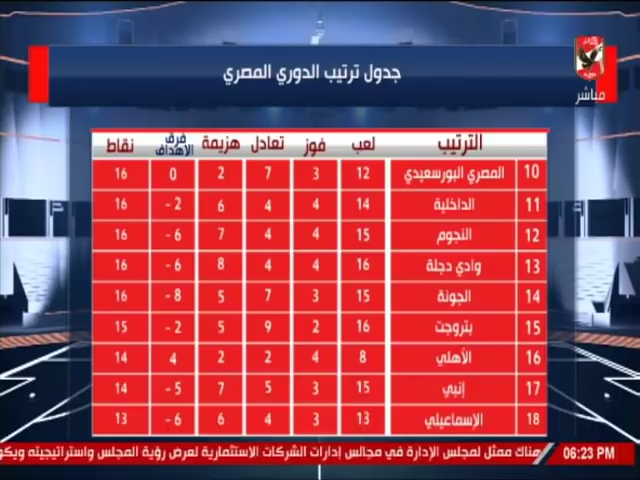 جدول ترتيب الدوري المصري
مباشر
الترتيب لعب فوز تعادل هزيمة فرق الأهداف نقاط
10 المصري البورسعيدي 12 3 7 2 0 16
11 الداخلية 14 4 4 6 2 - 16
12 النجوم 15 4 4 7 6 - 16
13 وادي دجلة 16 4 4 8 6 - 16
14 الجونة 15 3 7 5 8 - 16
15 بتروجت 16 2 9 5 2 - 15
16 الأهلي 8 4 2 2 4 14
17 إنبي 15 3 5 7 5 - 14
18 الإسماعيلي 13 3 4 6 6 - 13
هناك ممثل لمجلس الإدارة في مجالس إدارات الشركات الاستثمارية لعرض رؤية المجلس واستراتيجيته ويكو
06:23 PM